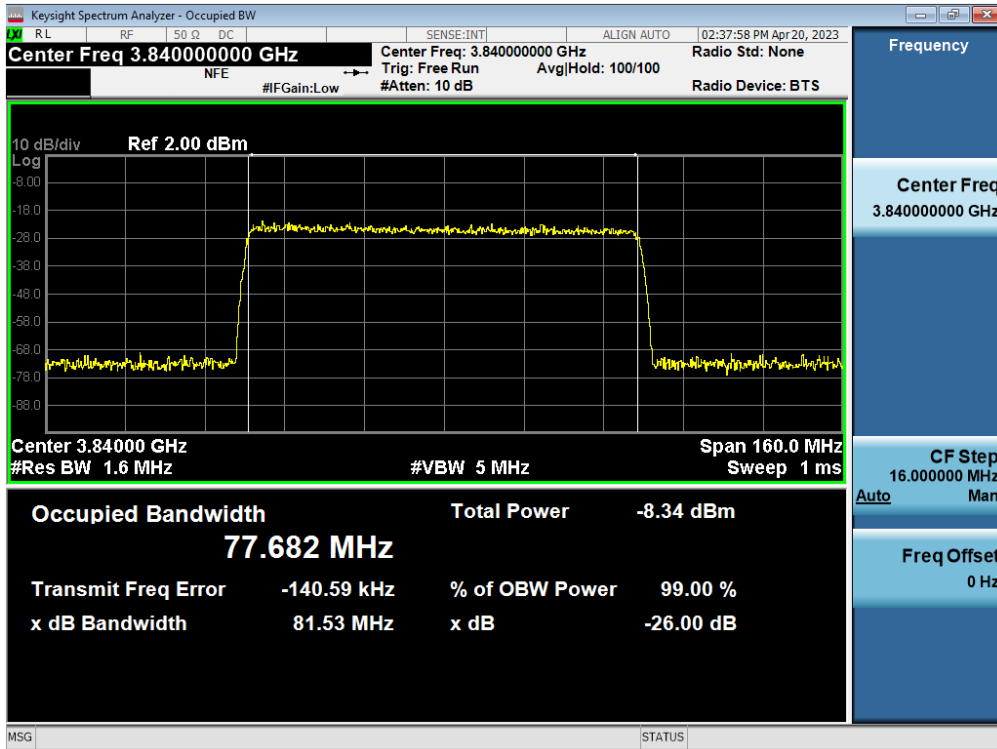 Keysight Spectrum Analyzer - Occupied BW
LXI RL RF 50 Ω DC SENSE:INT ALIGN AUTO 02:37:58 PM Apr 20, 2023
Center Freq 3.840000000 GHz
NFE
#IFGain:Low
Center Freq: 3.840000000 GHz
Trig: Free Run Avg|Hold: 100/100
#Atten: 10 dB
Radio Std: None
Radio Device: BTS
10 dB/div Ref 2.00 dBm
Log
-8.00
-18.0
-28.0
-38.0
-48.0
-58.0
-68.0
-78.0
-88.0
Center 3.84000 GHz Span 160.0 MHz
#Res BW 1.6 MHz #VBW 5 MHz Sweep 1 ms
Occupied Bandwidth Total Power -8.34 dBm
77.682 MHz
Transmit Freq Error -140.59 kHz % of OBW Power 99.00 %
x dB Bandwidth 81.53 MHz x dB -26.00 dB
Frequency
Center Freq
3.840000000 GHz
CF Step
16.000000 MHz
Auto Man
Freq Offset
0 Hz
MSG STATUS